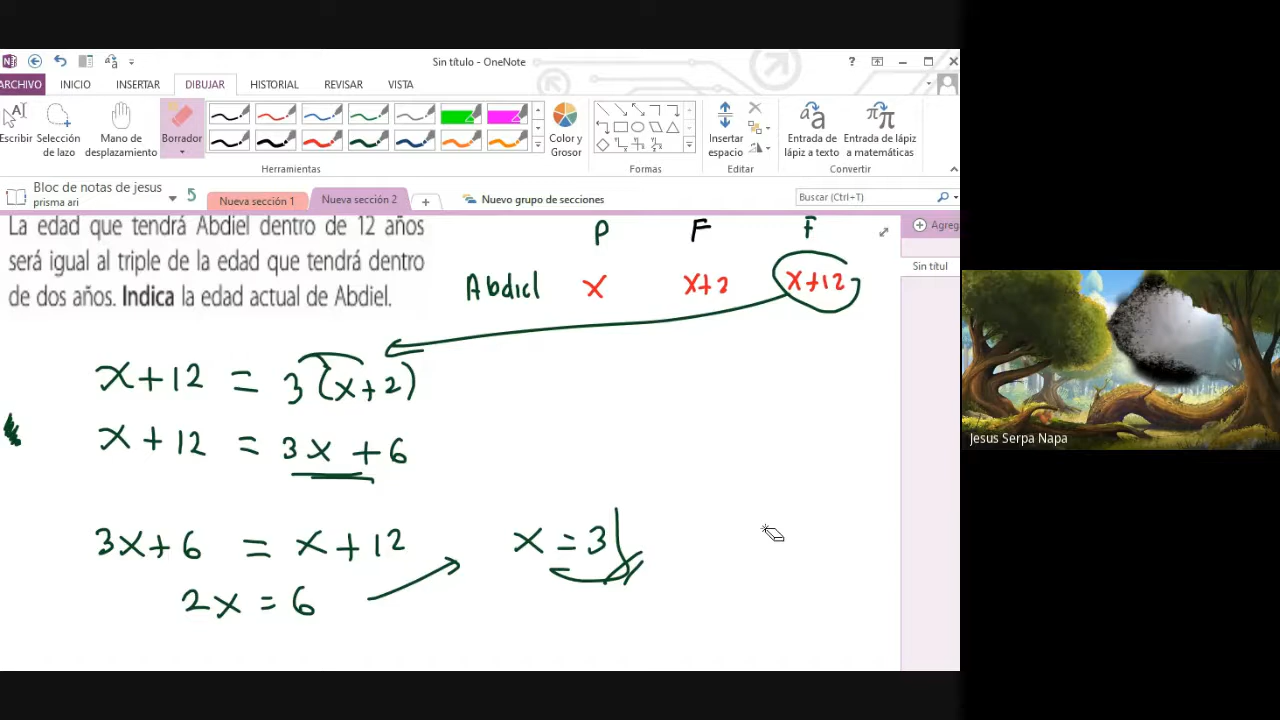 Sin título - OneNote
ARCHIVO INICIO INSERTAR DIBUJAR HISTORIAL REVISAR VISTA
Escribir Selección de lazo Mano de desplazamiento Borrador Color y Grosor Insertar espacio Entrada de lápiz a texto Entrada de lápiz a matemáticas
Herramientas Formas Editar Convertir
Bloc de notas de jesus
prisma ari
Nueva sección 1 Nueva sección 2 + Nuevo grupo de secciones Buscar (Ctrl+T)
La edad que tendrá Abdiel dentro de 12 años
será igual al triple de la edad que tendrá dentro
de dos años. Indica la edad actual de Abdiel.
P F F
Abdiel x x+2 x+12
Agreg
Sin títul
x+12 = 3(x+2)
x+12 = 3x+6
3x+6 = x+12
2x = 6
x = 3
Jesus Serpa Napa